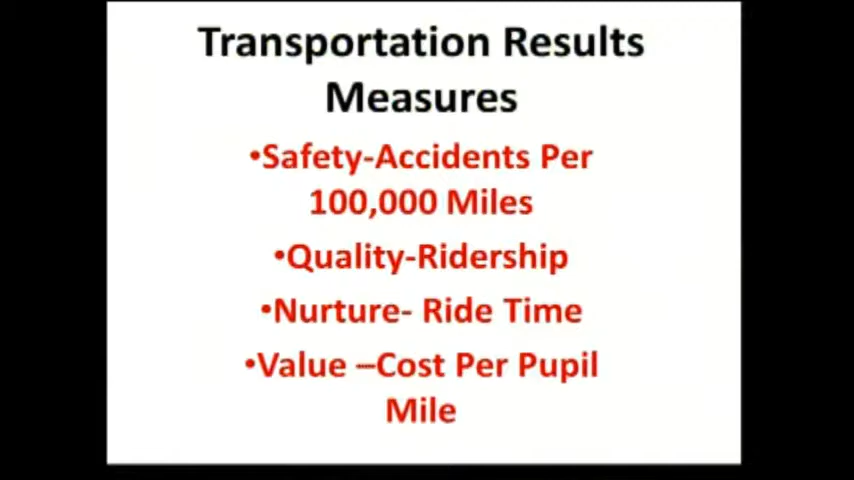 Transportation Results
Measures
•Safety-Accidents Per
100,000 Miles
•Quality-Ridership
•Nurture- Ride Time
•Value –Cost Per Pupil
Mile